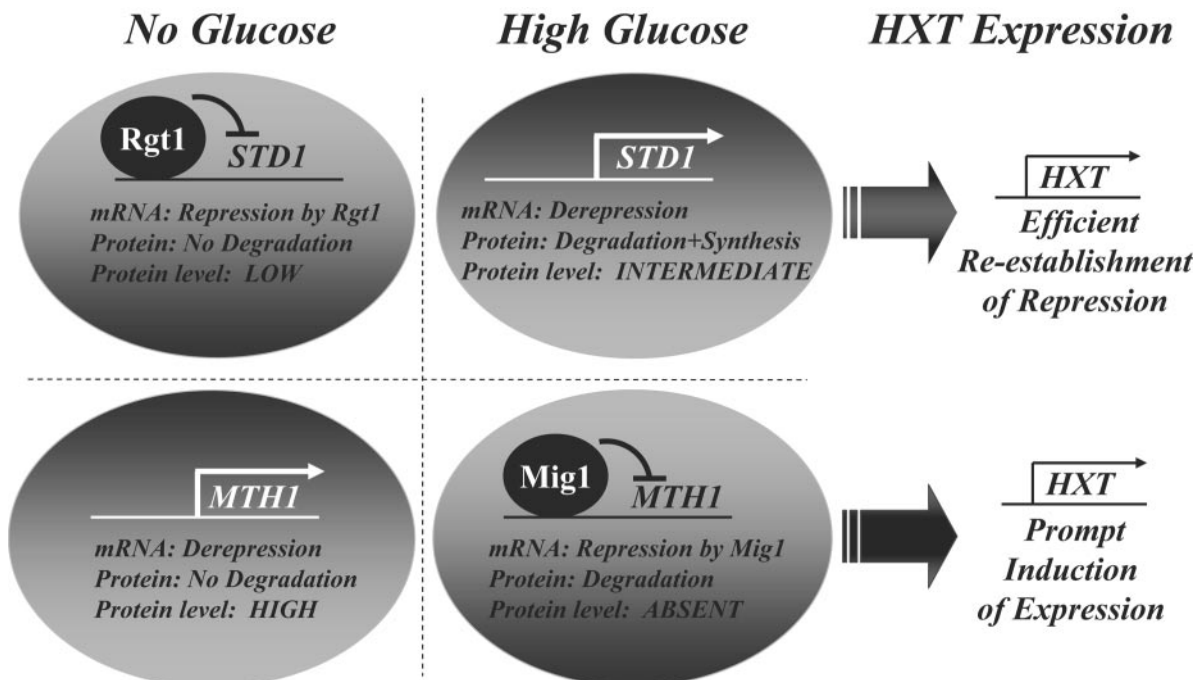 No Glucose
High Glucose
HXT Expression
Rgt1
STD1
mRNA: Repression by Rgt1
Protein: No Degradation
Protein level: LOW
STD1
mRNA: Derepression
Protein: Degradation+Synthesis
Protein level: INTERMEDIATE
HXT
Efficient
Re-establishment
of Repression
MTH1
mRNA: Derepression
Protein: No Degradation
Protein level: HIGH
Mig1
MTH1
mRNA: Repression by Mig1
Protein: Degradation
Protein level: ABSENT
HXT
Prompt
Induction
of Expression